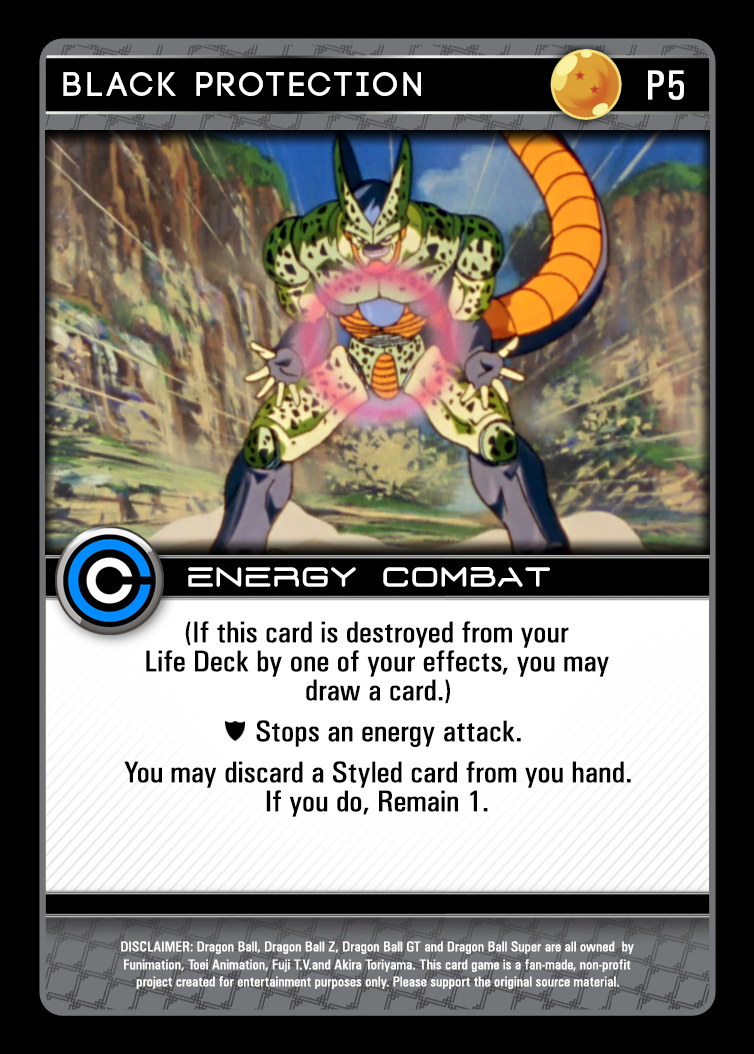 BLACK PROTECTION
P5
ENERGY COMBAT
(If this card is destroyed from your
Life Deck by one of your effects, you may
draw a card.)
Stops an energy attack.
You may discard a Styled card from you hand.
If you do, Remain 1.
DISCLAIMER: Dragon Ball, Dragon Ball Z, Dragon Ball GT and Dragon Ball Super are all owned by
Funimation, Toei Animation, Fuji T.V.and Akira Toriyama. This card game is a fan-made, non-profit
project created for entertainment purposes only. Please support the original source material.